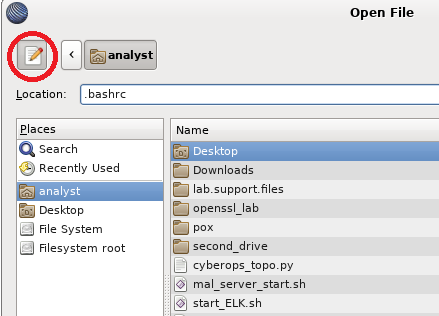 Open File
analyst
Location: .bashrc
Places
Search
Recently Used
analyst
Desktop
File System
Filesystem root
Name
Desktop
Downloads
lab.support.files
openssl_lab
pox
second_drive
cyberops_topo.py
mal_server_start.sh
start_ELK.sh